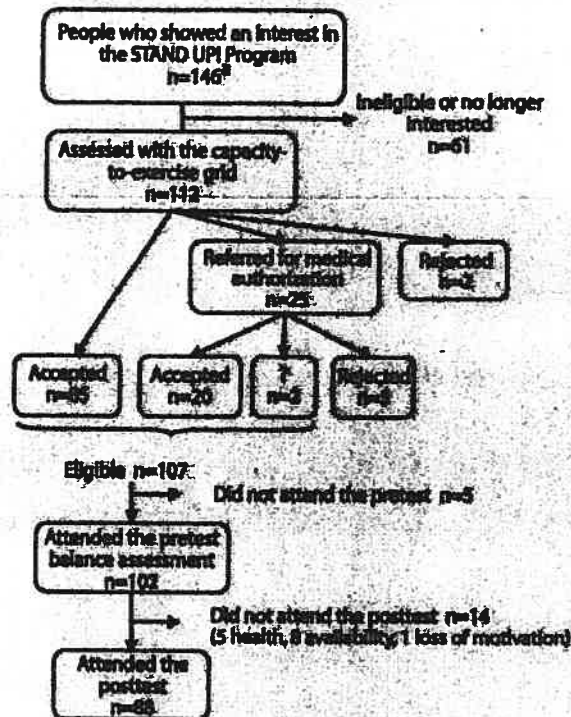 People who showed an interest in
the STAND UP! Program
n=146
Ineligible or no longer
interested
Assessed with the capacity-
to-exercise grid
n=112
Referred for medical
authorization
n=25
Rejected
n=2
Accepted
n=85
Accepted
n=20
?
Rejected
Eligible n=107
Did not attend the pretest n=5
Attended the pretest
balance assessment
n=102
Did not attend the posttest n=14
(5 health, 8 availability, 1 loss of motivation)
Attended the
posttest
n=88